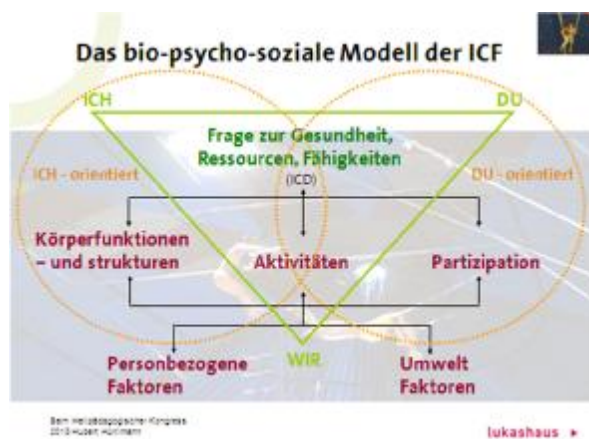 Das bio-psycho-soziale Modell der ICF
ICH
DU
Frage zur Gesundheit,
Ressourcen, Fähigkeiten
(ICD)
ICH - orientiert
DU - orientiert
Körperfunktionen
– und strukturen
Aktivitäten
Partizipation
WIR
Personbezogene
Faktoren
Umwelt
Faktoren
Kongress
lukashaus